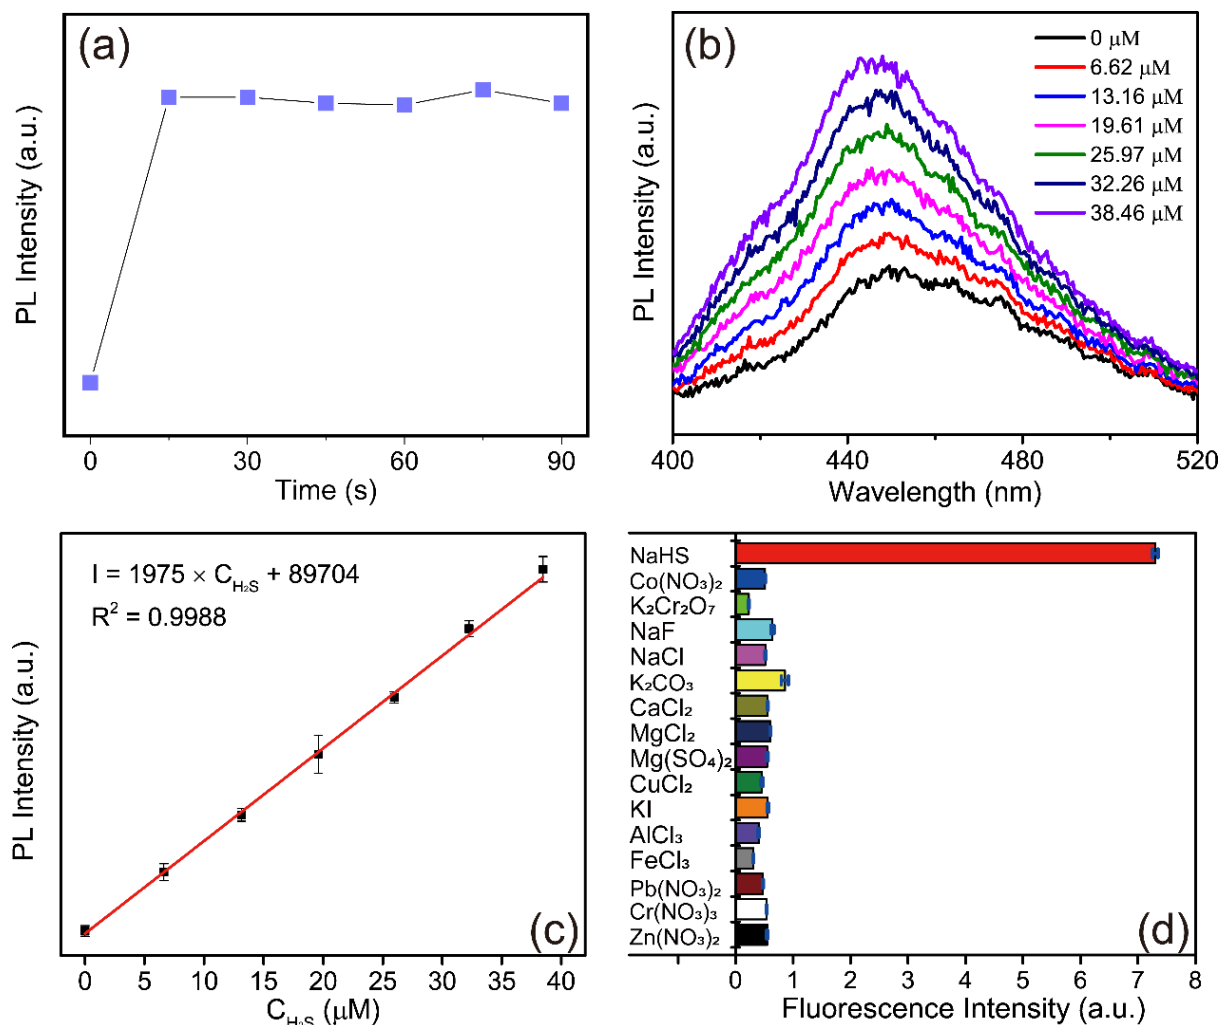 (a)
PL Intensity (a.u.)
0 30 60 90
Time (s)
(b)
0 μM
6.62 μM
13.16 μM
19.61 μM
25.97 μM
32.26 μM
38.46 μM
PL Intensity (a.u.)
400 440 480 520
Wavelength (nm)
I = 1975 × C_H₂S + 89704
R² = 0.9988
PL Intensity (a.u.)
(c)
0 5 10 15 20 25 30 35 40
C_H₂S (μM)
NaHS
Co(NO₃)₂
K₂Cr₂O₇
NaF
NaCl
K₂CO₃
CaCl₂
MgCl₂
Mg(SO₄)₂
CuCl₂
KI
AlCl₃
FeCl₃
Pb(NO₃)₂
Cr(NO₃)₃
Zn(NO₃)₂
(d)
0 1 2 3 4 5 6 7 8
Fluorescence Intensity (a.u.)